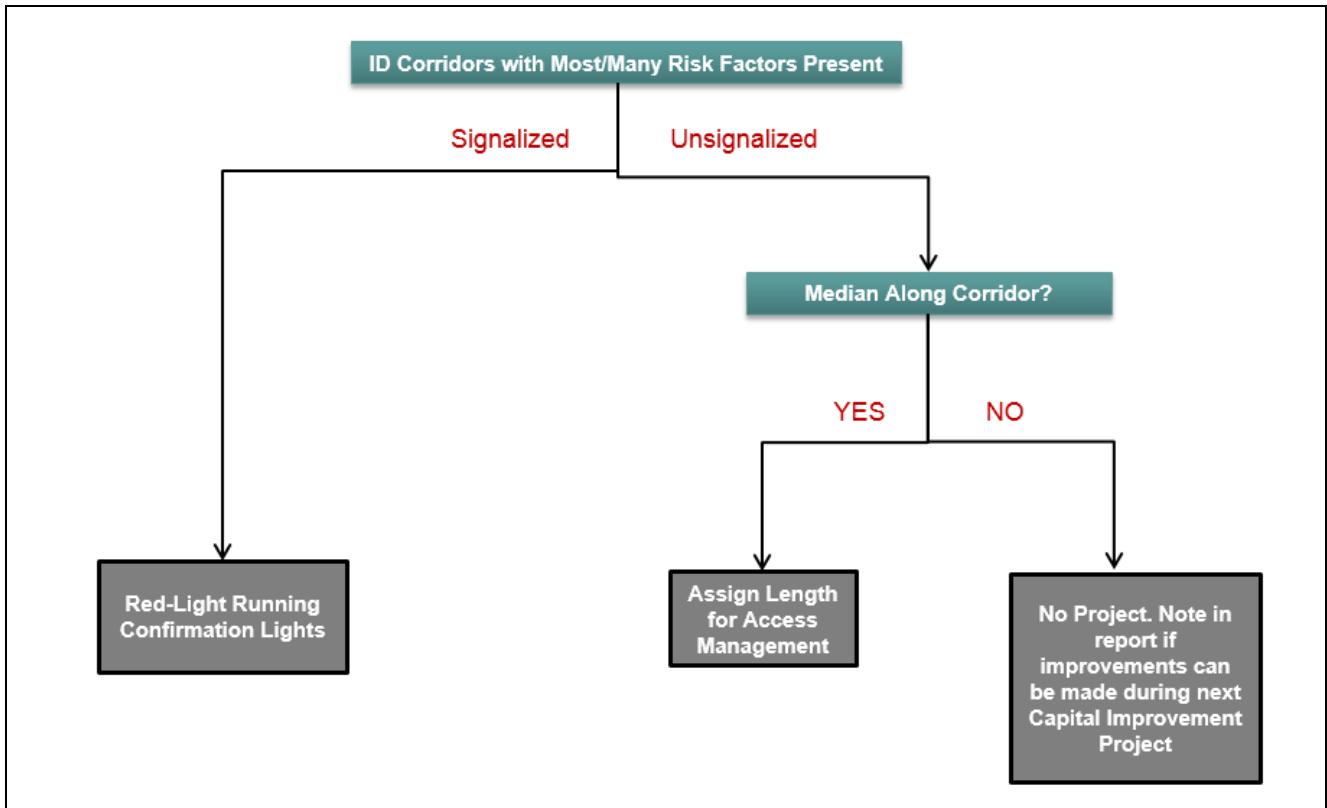 ID Corridors with Most/Many Risk Factors Present
Signalized
Unsignalized
Median Along Corridor?
YES
NO
Red-Light Running
Confirmation Lights
Assign Length
for Access
Management
No Project. Note in
report if
improvements can
be made during next
Capital Improvement
Project